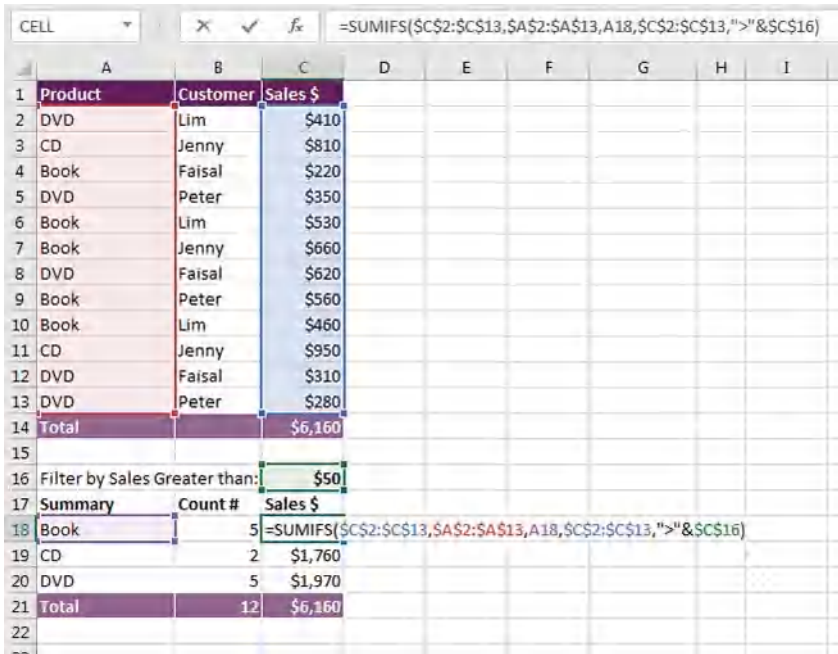 CELL =SUMIFS($C$2:$C$13,$A$2:$A$13,A18,$C$2:$C$13,">"&$C$16)
A B C D E F G H I
1 Product Customer Sales $
2 DVD Lim $410
3 CD Jenny $810
4 Book Faisal $220
5 DVD Peter $350
6 Book Lim $530
7 Book Jenny $660
8 DVD Faisal $620
9 Book Peter $560
10 Book Lim $460
11 CD Jenny $950
12 DVD Faisal $310
13 DVD Peter $280
14 Total $6,160
15
16 Filter by Sales Greater than: $50
17 Summary Count # Sales $
18 Book 5 =SUMIFS($C$2:$C$13,$A$2:$A$13,A18,$C$2:$C$13,">"&$C$16)
19 CD 2 $1,760
20 DVD 5 $1,970
21 Total 12 $6,160
22